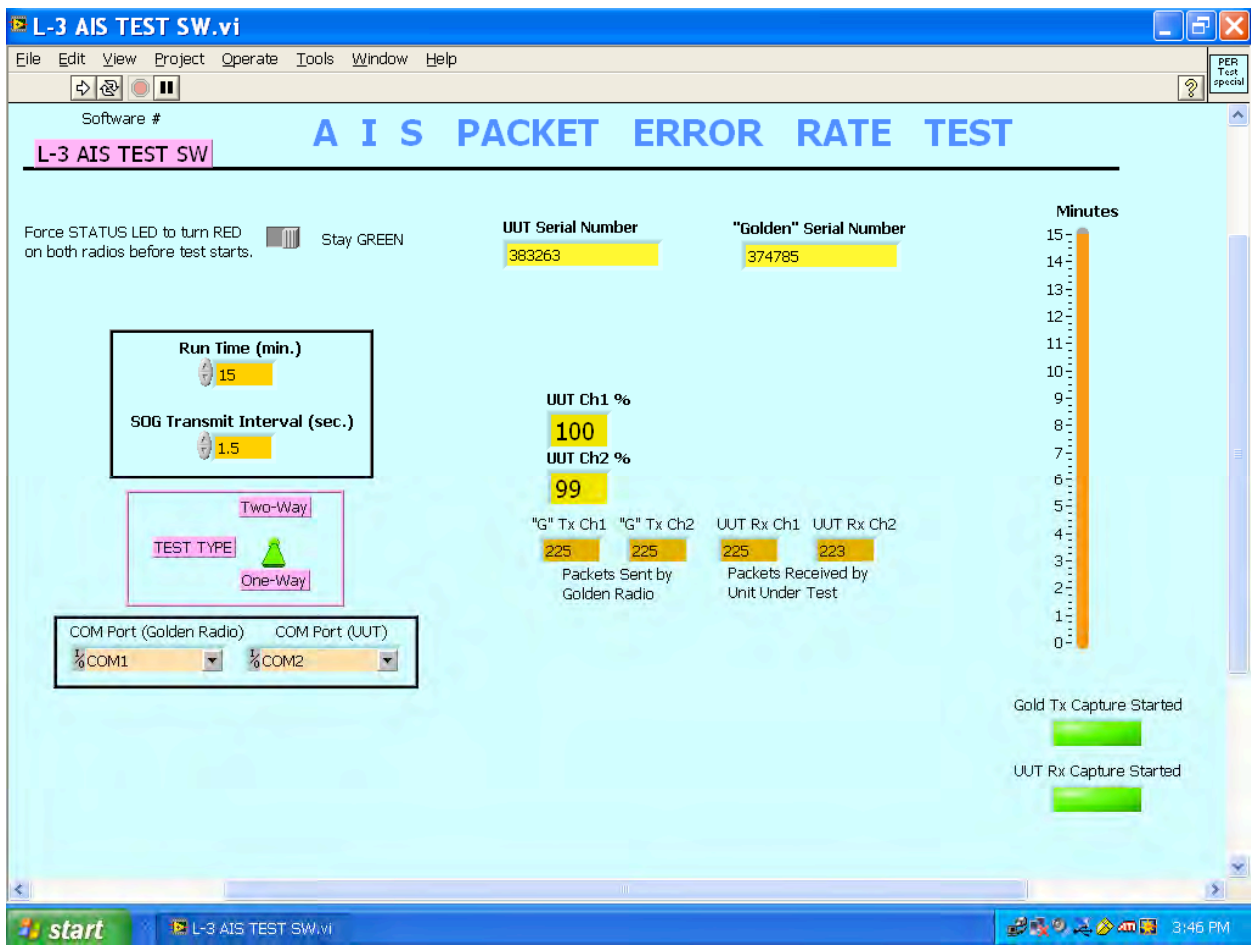 L-3 AIS TEST SW.vi
File Edit View Project Operate Tools Window Help
PER
Test
special
Software #
L-3 AIS TEST SW
A I S PACKET ERROR RATE TEST
Force STATUS LED to turn RED
on both radios before test starts.
Stay GREEN
UUT Serial Number
383263
"Golden" Serial Number
374785
Minutes
15
14
13
12
11
10
9
8
7
6
5
4
3
2
1
0
Run Time (min.)
15
SOG Transmit Interval (sec.)
1.5
UUT Ch1 %
100
UUT Ch2 %
99
Two-Way
TEST TYPE
One-Way
"G" Tx Ch1 "G" Tx Ch2 UUT Rx Ch1 UUT Rx Ch2
225 225 225 223
Packets Sent by
Golden Radio
Packets Received by
Unit Under Test
COM Port (Golden Radio) COM Port (UUT)
COM1 COM2
Gold Tx Capture Started
UUT Rx Capture Started
start
L-3 AIS TEST SW.vi
3:46 PM